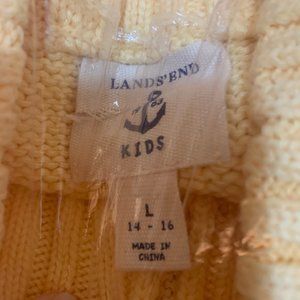 LANDS' END
KIDS
L
14 - 16
MADE IN
CHINA